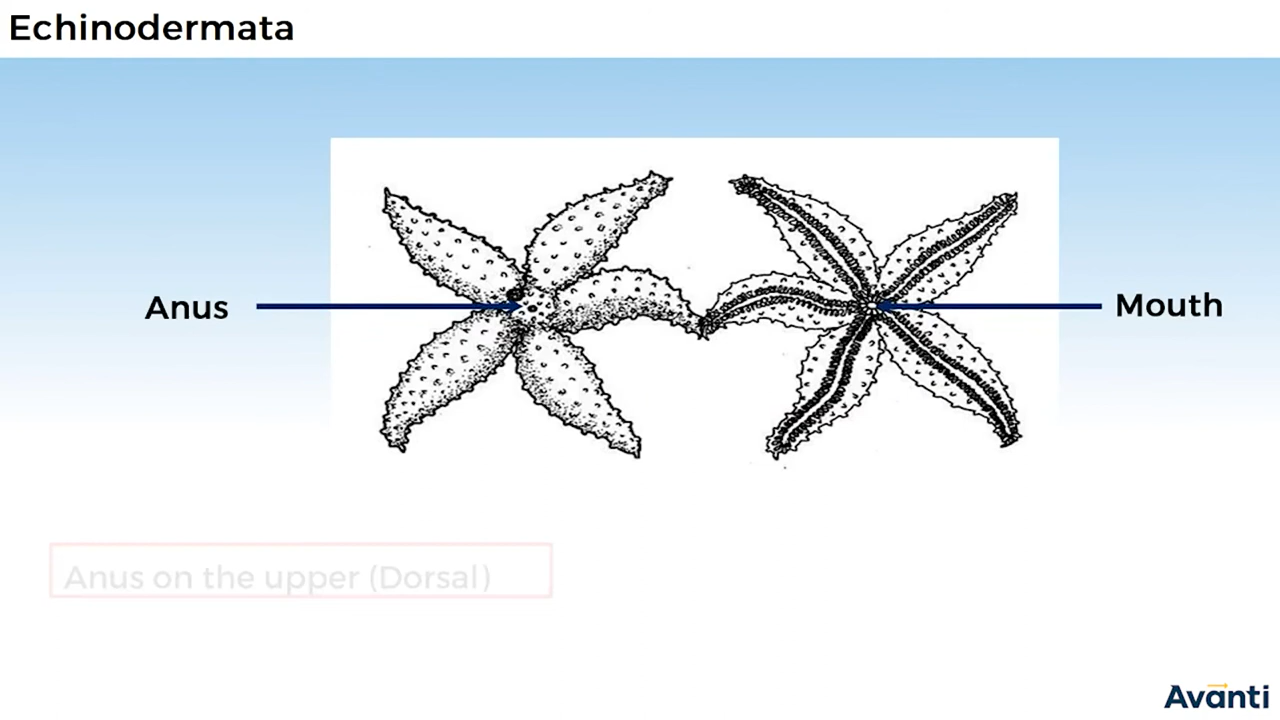 Echinodermata
Anus
Mouth
Anus on the upper (Dorsal)
Avanti